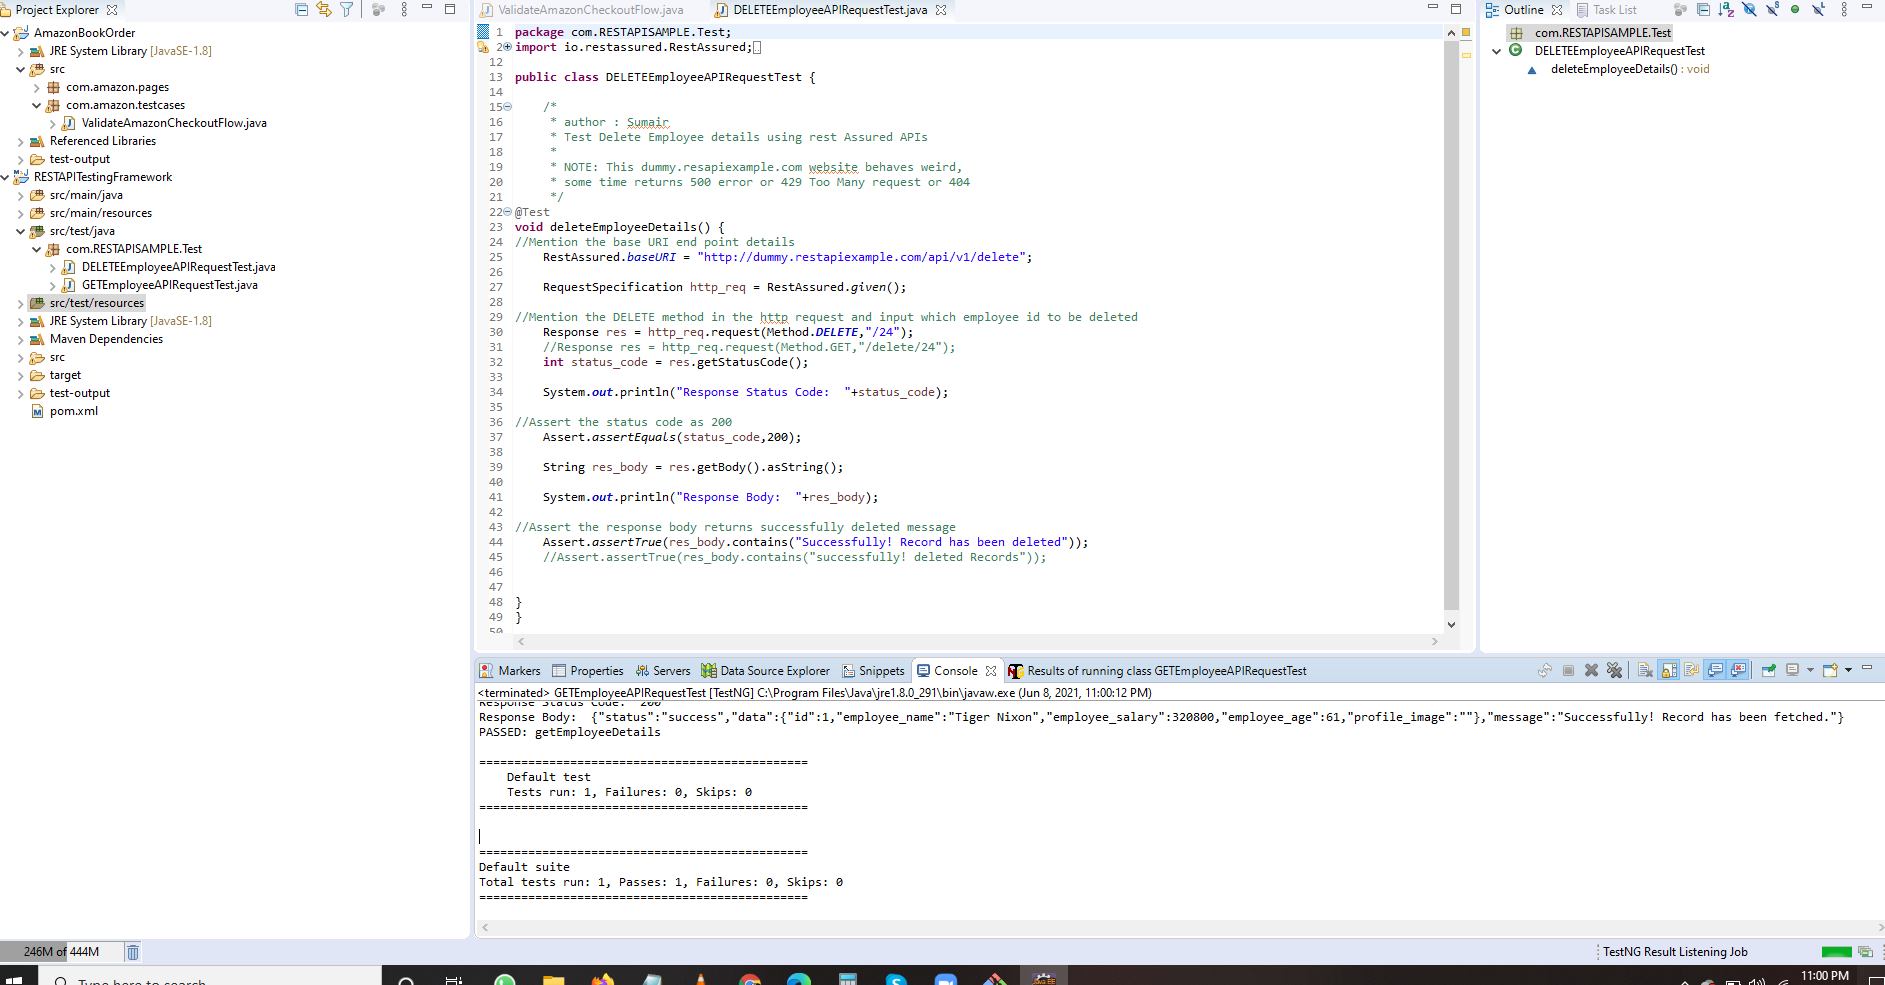 Project Explorer
AmazonBookOrder
JRE System Library [JavaSE-1.8]
src
com.amazon.pages
com.amazon.testcases
ValidateAmazonCheckoutFlow.java
Referenced Libraries
test-output
RESTAPITestingFramework
src/main/java
src/main/resources
src/test/java
com.RESTAPISAMPLE.Test
DELETEEmployeeAPIRequestTest.java
GETEmployeeAPIRequestTest.java
src/test/resources
JRE System Library [JavaSE-1.8]
Maven Dependencies
src
target
test-output
pom.xml
246M of 444M
ValidateAmazonCheckoutFlow.java
DELETEEmployeeAPIRequestTest.java
1 package com.RESTAPISAMPLE.Test;
2 import io.restassured.RestAssured;
12
13 public class DELETEEmployeeAPIRequestTest {
14
15 /*
16 * author : Sumair
17 * Test Delete Employee details using rest Assured APIs
18 *
19 * NOTE: This dummy.resapiexample.com website behaves weird,
20 * some time returns 500 error or 429 Too Many request or 404
21 */
22 @Test
23 void deleteEmployeeDetails() {
24 //Mention the base URI end point details
25 RestAssured.baseURI = "http://dummy.restapiexample.com/api/v1/delete";
26
27 RequestSpecification http_req = RestAssured.given();
28
29 //Mention the DELETE method in the http request and input which employee id to be deleted
30 Response res = http_req.request(Method.DELETE,"/24");
31 //Response res = http_req.request(Method.GET,"/delete/24");
32 int status_code = res.getStatusCode();
33
34 System.out.println("Response Status Code:  "+status_code);
35
36 //Assert the status code as 200
37 Assert.assertEquals(status_code,200);
38
39 String res_body = res.getBody().asString();
40
41 System.out.println("Response Body:  "+res_body);
42
43 //Assert the response body returns successfully deleted message
44 Assert.assertTrue(res_body.contains("Successfully! Record has been deleted"));
45 //Assert.assertTrue(res_body.contains("successfully! deleted Records"));
46
47
48 }
49 }
50
Outline
Task List
com.RESTAPISAMPLE.Test
DELETEEmployeeAPIRequestTest
deleteEmployeeDetails() : void
Markers
Properties
Servers
Data Source Explorer
Snippets
Console
Results of running class GETEmployeeAPIRequestTest
<terminated> GETEmployeeAPIRequestTest [TestNG] C:\Program Files\Java\jre1.8.0_291\bin\javaw.exe (Jun 8, 2021, 11:00:12 PM)
Response Status Code:  200
Response Body:  {"status":"success","data":{"id":1,"employee_name":"Tiger Nixon","employee_salary":320800,"employee_age":61,"profile_image":""},"message":"Successfully! Record has been fetched."}
PASSED: getEmployeeDetails
===============================================
Default test
Tests run: 1, Failures: 0, Skips: 0
===============================================
===============================================
Default suite
Total tests run: 1, Passes: 1, Failures: 0, Skips: 0
===============================================
TestNG Result Listening Job
Type here to search
11:00 PM